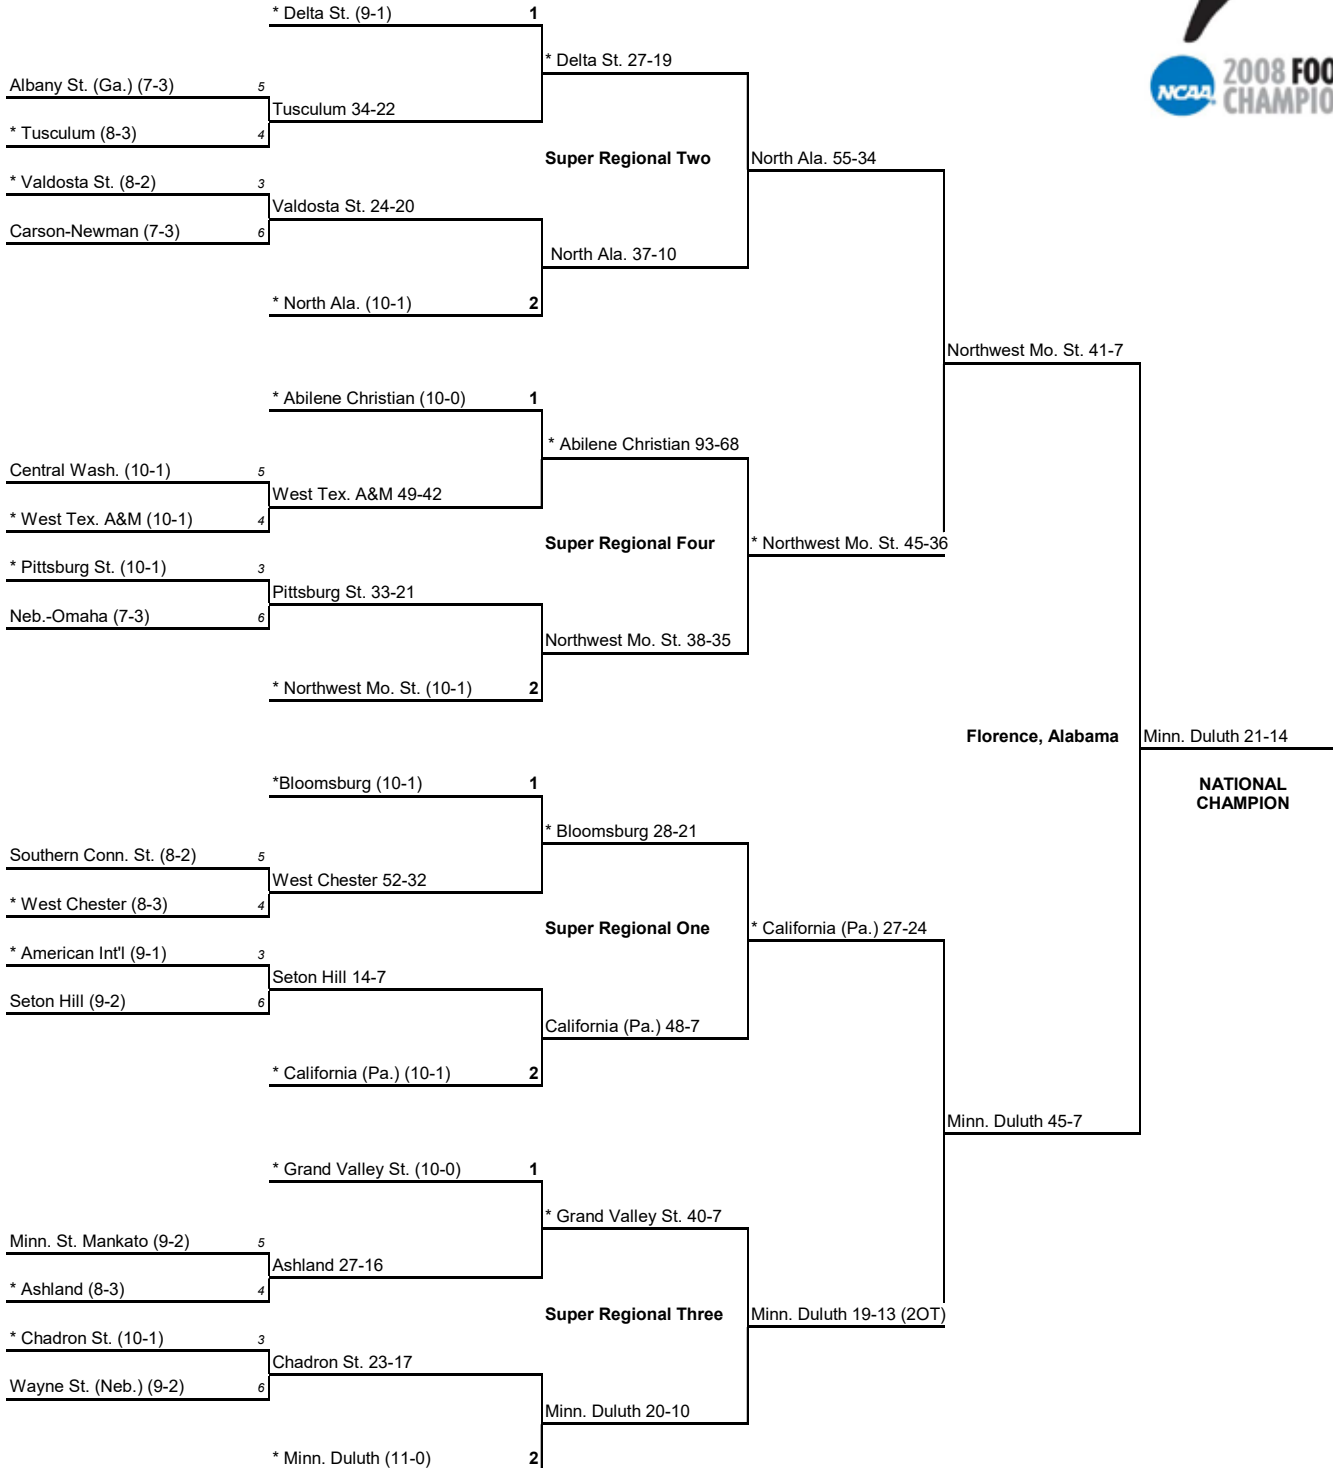 * Delta St. (9-1) 1
* Delta St. 27-19
Albany St. (Ga.) (7-3) 5
Tusculum 34-22
* Tusculum (8-3) 4
Super Regional Two
North Ala. 55-34
* Valdosta St. (8-2) 3
Valdosta St. 24-20
Carson-Newman (7-3) 6
North Ala. 37-10
* North Ala. (10-1) 2
Northwest Mo. St. 41-7
* Abilene Christian (10-0) 1
* Abilene Christian 93-68
Central Wash. (10-1) 5
West Tex. A&M 49-42
* West Tex. A&M (10-1) 4
Super Regional Four
* Northwest Mo. St. 45-36
* Pittsburg St. (10-1) 3
Pittsburg St. 33-21
Neb.-Omaha (7-3) 6
Northwest Mo. St. 38-35
* Northwest Mo. St. (10-1) 2
Florence, Alabama
Minn. Duluth 21-14
NATIONAL
CHAMPION
*Bloomsburg (10-1) 1
* Bloomsburg 28-21
Southern Conn. St. (8-2) 5
West Chester 52-32
* West Chester (8-3) 4
Super Regional One
* California (Pa.) 27-24
* American Int'l (9-1) 3
Seton Hill 14-7
Seton Hill (9-2) 6
California (Pa.) 48-7
* California (Pa.) (10-1) 2
Minn. Duluth 45-7
* Grand Valley St. (10-0) 1
* Grand Valley St. 40-7
Minn. St. Mankato (9-2) 5
Ashland 27-16
* Ashland (8-3) 4
Super Regional Three
Minn. Duluth 19-13 (2OT)
* Chadron St. (10-1) 3
Chadron St. 23-17
Wayne St. (Neb.) (9-2) 6
Minn. Duluth 20-10
* Minn. Duluth (11-0) 2
NCAA
2008 FOO
CHAMPIO